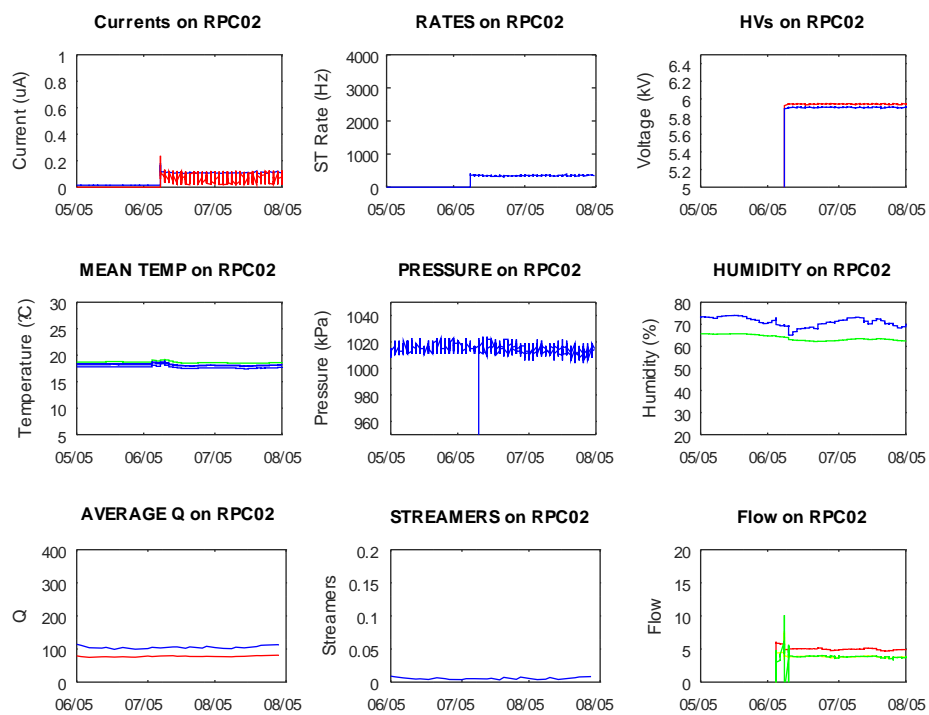 Currents on RPC02
RATES on RPC02
HVs on RPC02
Current (uA)
1
0.8
0.6
0.4
0.2
0
05/05 06/05 07/05 08/05
ST Rate (Hz)
4000
3000
2000
1000
0
05/05 06/05 07/05 08/05
Voltage (kV)
6.4
6.2
6
5.8
5.6
5.4
5.2
5
05/05 06/05 07/05 08/05
MEAN TEMP on RPC02
PRESSURE on RPC02
HUMIDITY on RPC02
Temperature (?C)
30
25
20
15
10
5
05/05 06/05 07/05 08/05
Pressure (kPa)
1040
1020
1000
980
960
05/05 06/05 07/05 08/05
Humidity (%)
80
70
60
50
40
30
20
05/05 06/05 07/05 08/05
AVERAGE Q on RPC02
STREAMERS on RPC02
Flow on RPC02
Q
400
300
200
100
0
06/05 07/05 08/05
Streamers
0.2
0.15
0.1
0.05
0
06/05 07/05 08/05
Flow
20
15
10
5
0
05/05 06/05 07/05 08/05